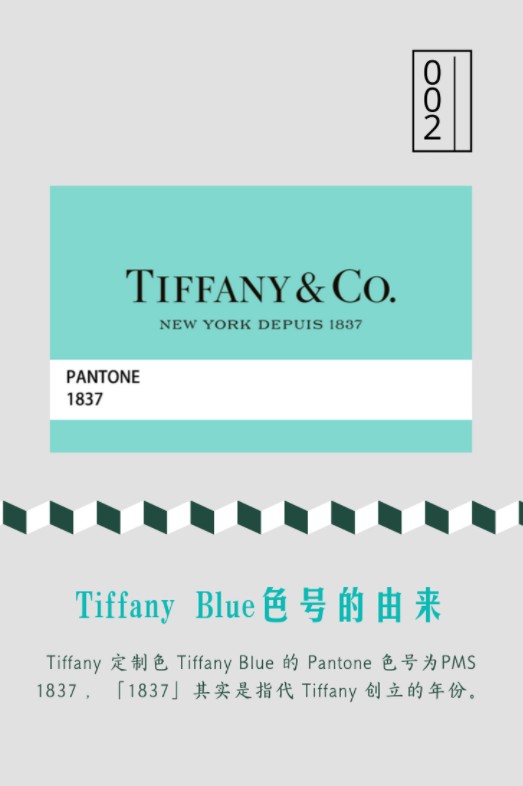 002
TIFFANY & CO.
NEW YORK DEPUIS 1837
PANTONE
1837
Tiffany Blue色号的由来
Tiffany 定制色 Tiffany Blue 的 Pantone 色号为PMS
1837 ，「1837」其实是指代 Tiffany 创立的年份。